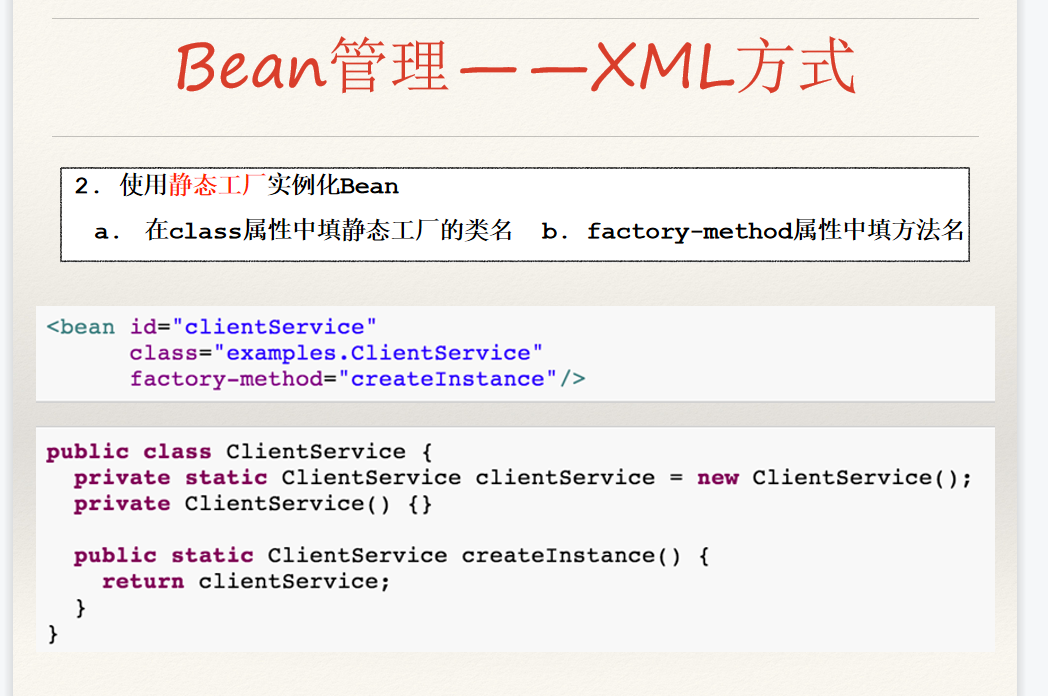 Bean管理——XML方式
2. 使用静态工厂实例化Bean
a. 在class属性中填静态工厂的类名 b. factory-method属性中填方法名
<bean id="clientService"
class="examples.ClientService"
factory-method="createInstance"/>
public class ClientService {
private static ClientService clientService = new ClientService();
private ClientService() {}
public static ClientService createInstance() {
return clientService;
}
}